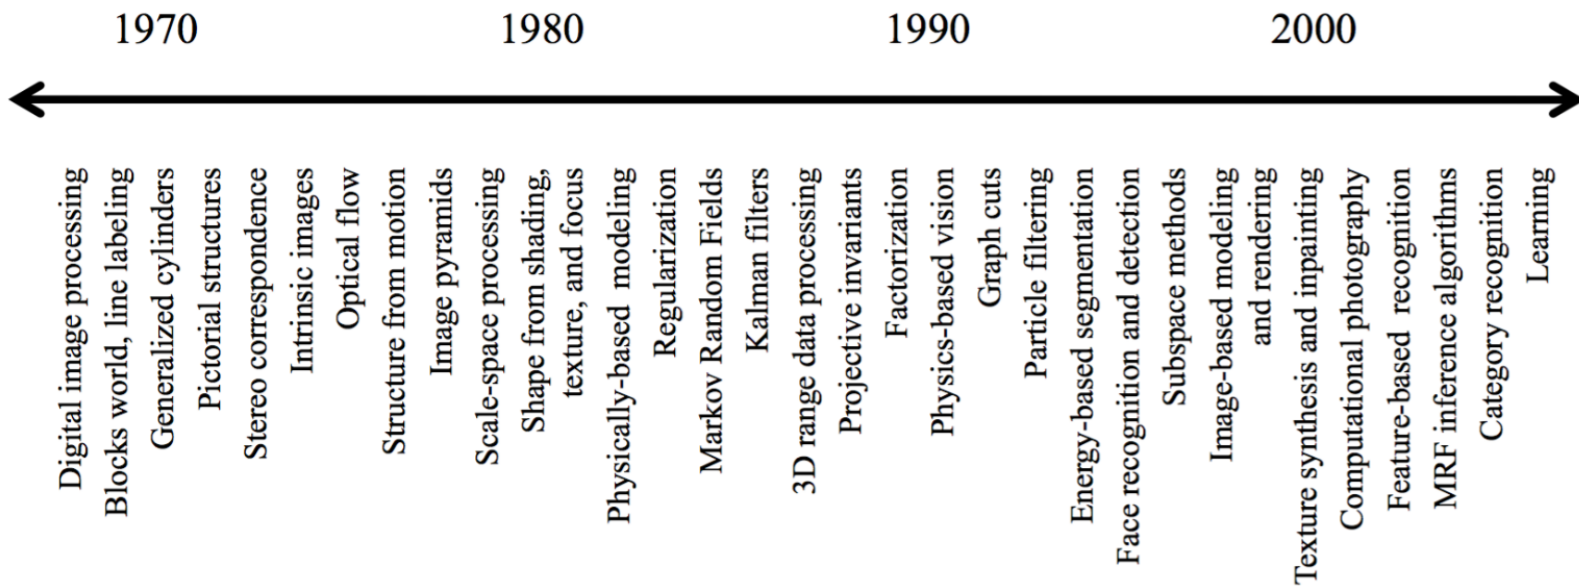 1970
1980
1990
2000
Digital image processing
Blocks world, line labeling
Generalized cylinders
Pictorial structures
Stereo correspondence
Intrinsic images
Optical flow
Structure from motion
Image pyramids
Scale-space processing
Shape from shading,
texture, and focus
Physically-based modeling
Regularization
Markov Random Fields
Kalman filters
3D range data processing
Projective invariants
Factorization
Physics-based vision
Graph cuts
Particle filtering
Energy-based segmentation
Face recognition and detection
Subspace methods
Image-based modeling
and rendering
Texture synthesis and inpainting
Computational photography
Feature-based recognition
MRF inference algorithms
Category recognition
Learning